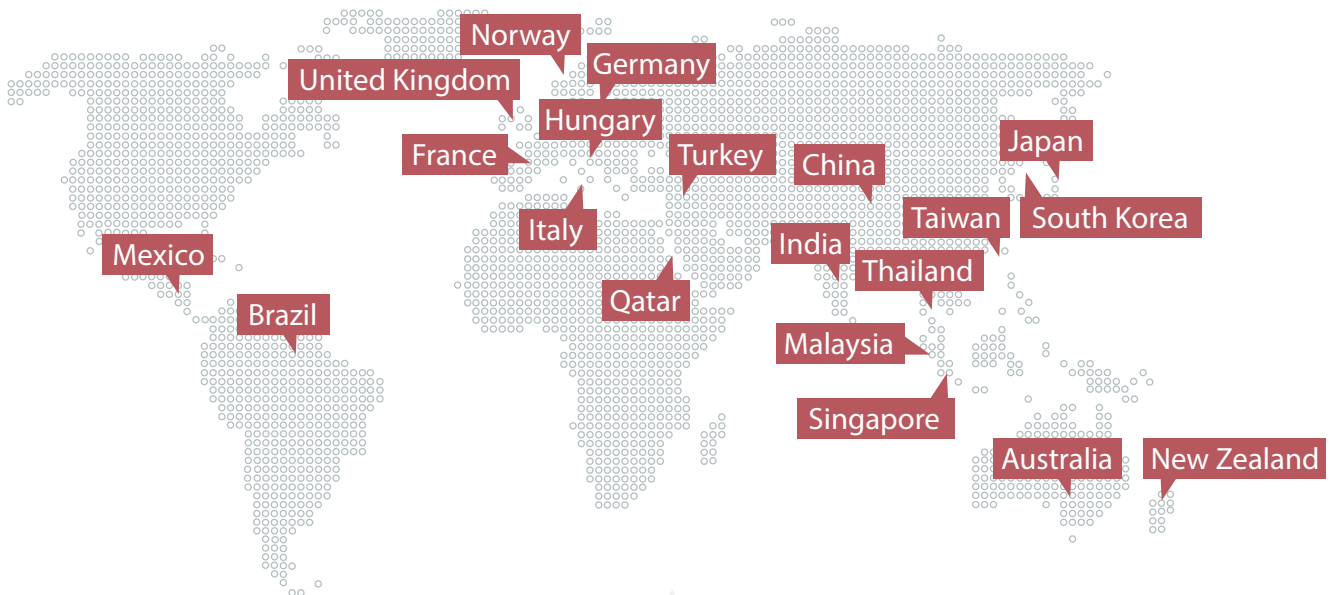 Norway
Germany
United Kingdom
Hungary
Japan
France
Turkey
China
Taiwan
South Korea
Italy
India
Mexico
Thailand
Qatar
Brazil
Malaysia
Singapore
Australia
New Zealand